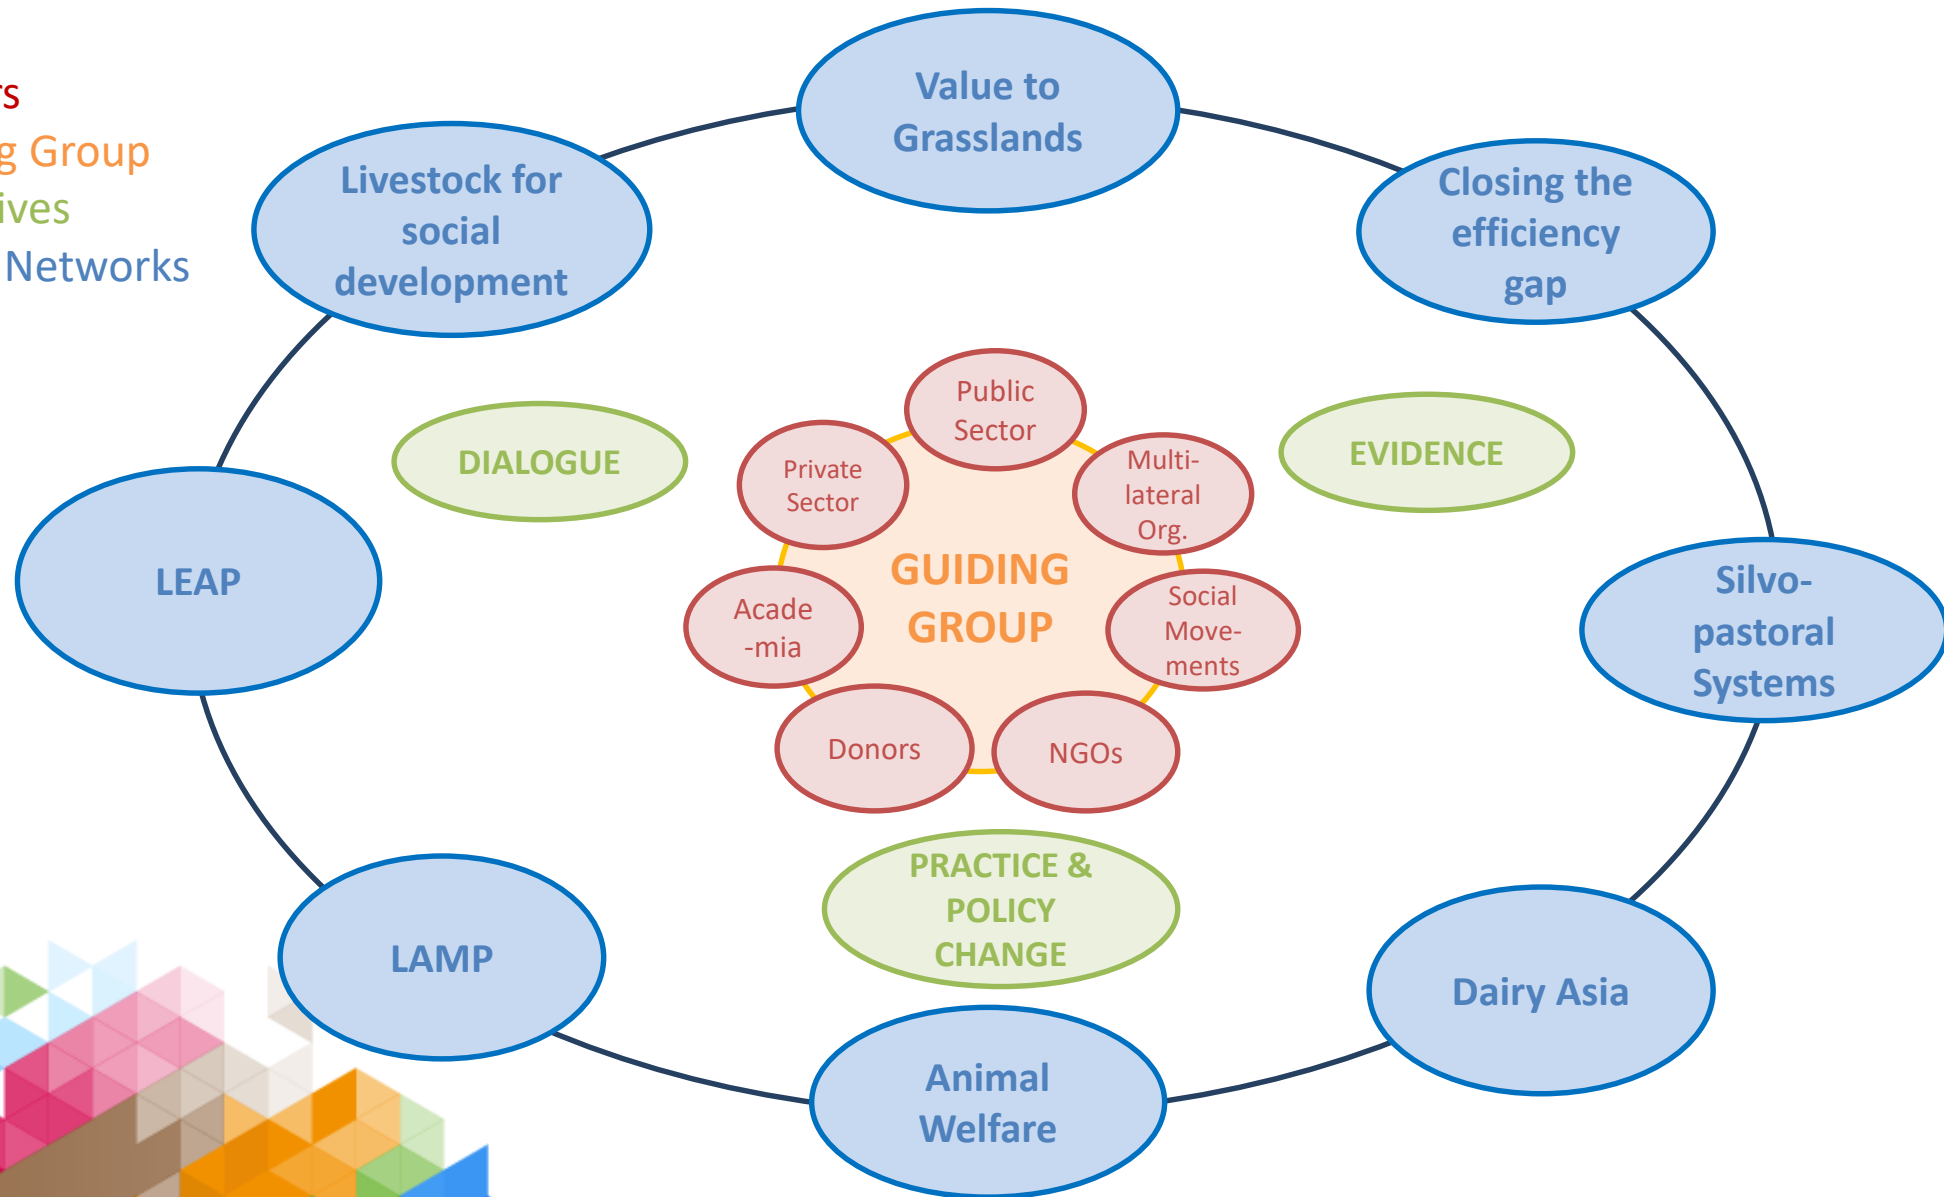 rs
g Group
ives
Networks
Value to
Grasslands
Livestock for
social
development
Closing the
efficiency
gap
Public
Sector
DIALOGUE
EVIDENCE
Private
Sector
Multi-
lateral
Org.
GUIDING
GROUP
LEAP
Silvo-
pastoral
Systems
Acade
-mia
Social
Move-
ments
Donors
NGOs
PRACTICE &
POLICY
CHANGE
LAMP
Dairy Asia
Animal
Welfare